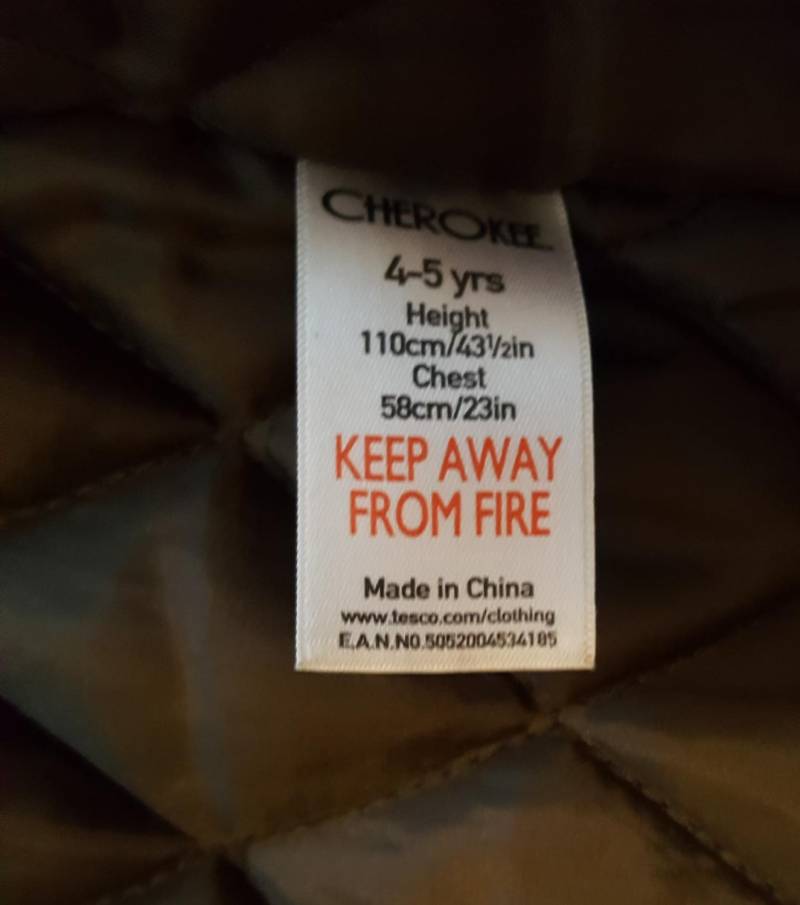 CHEROKEE
4-5 yrs
Height
110cm/43½in
Chest
58cm/23in
KEEP AWAY
FROM FIRE
Made in China
www.tesco.com/clothing
E.A.N.NO.5052004534185